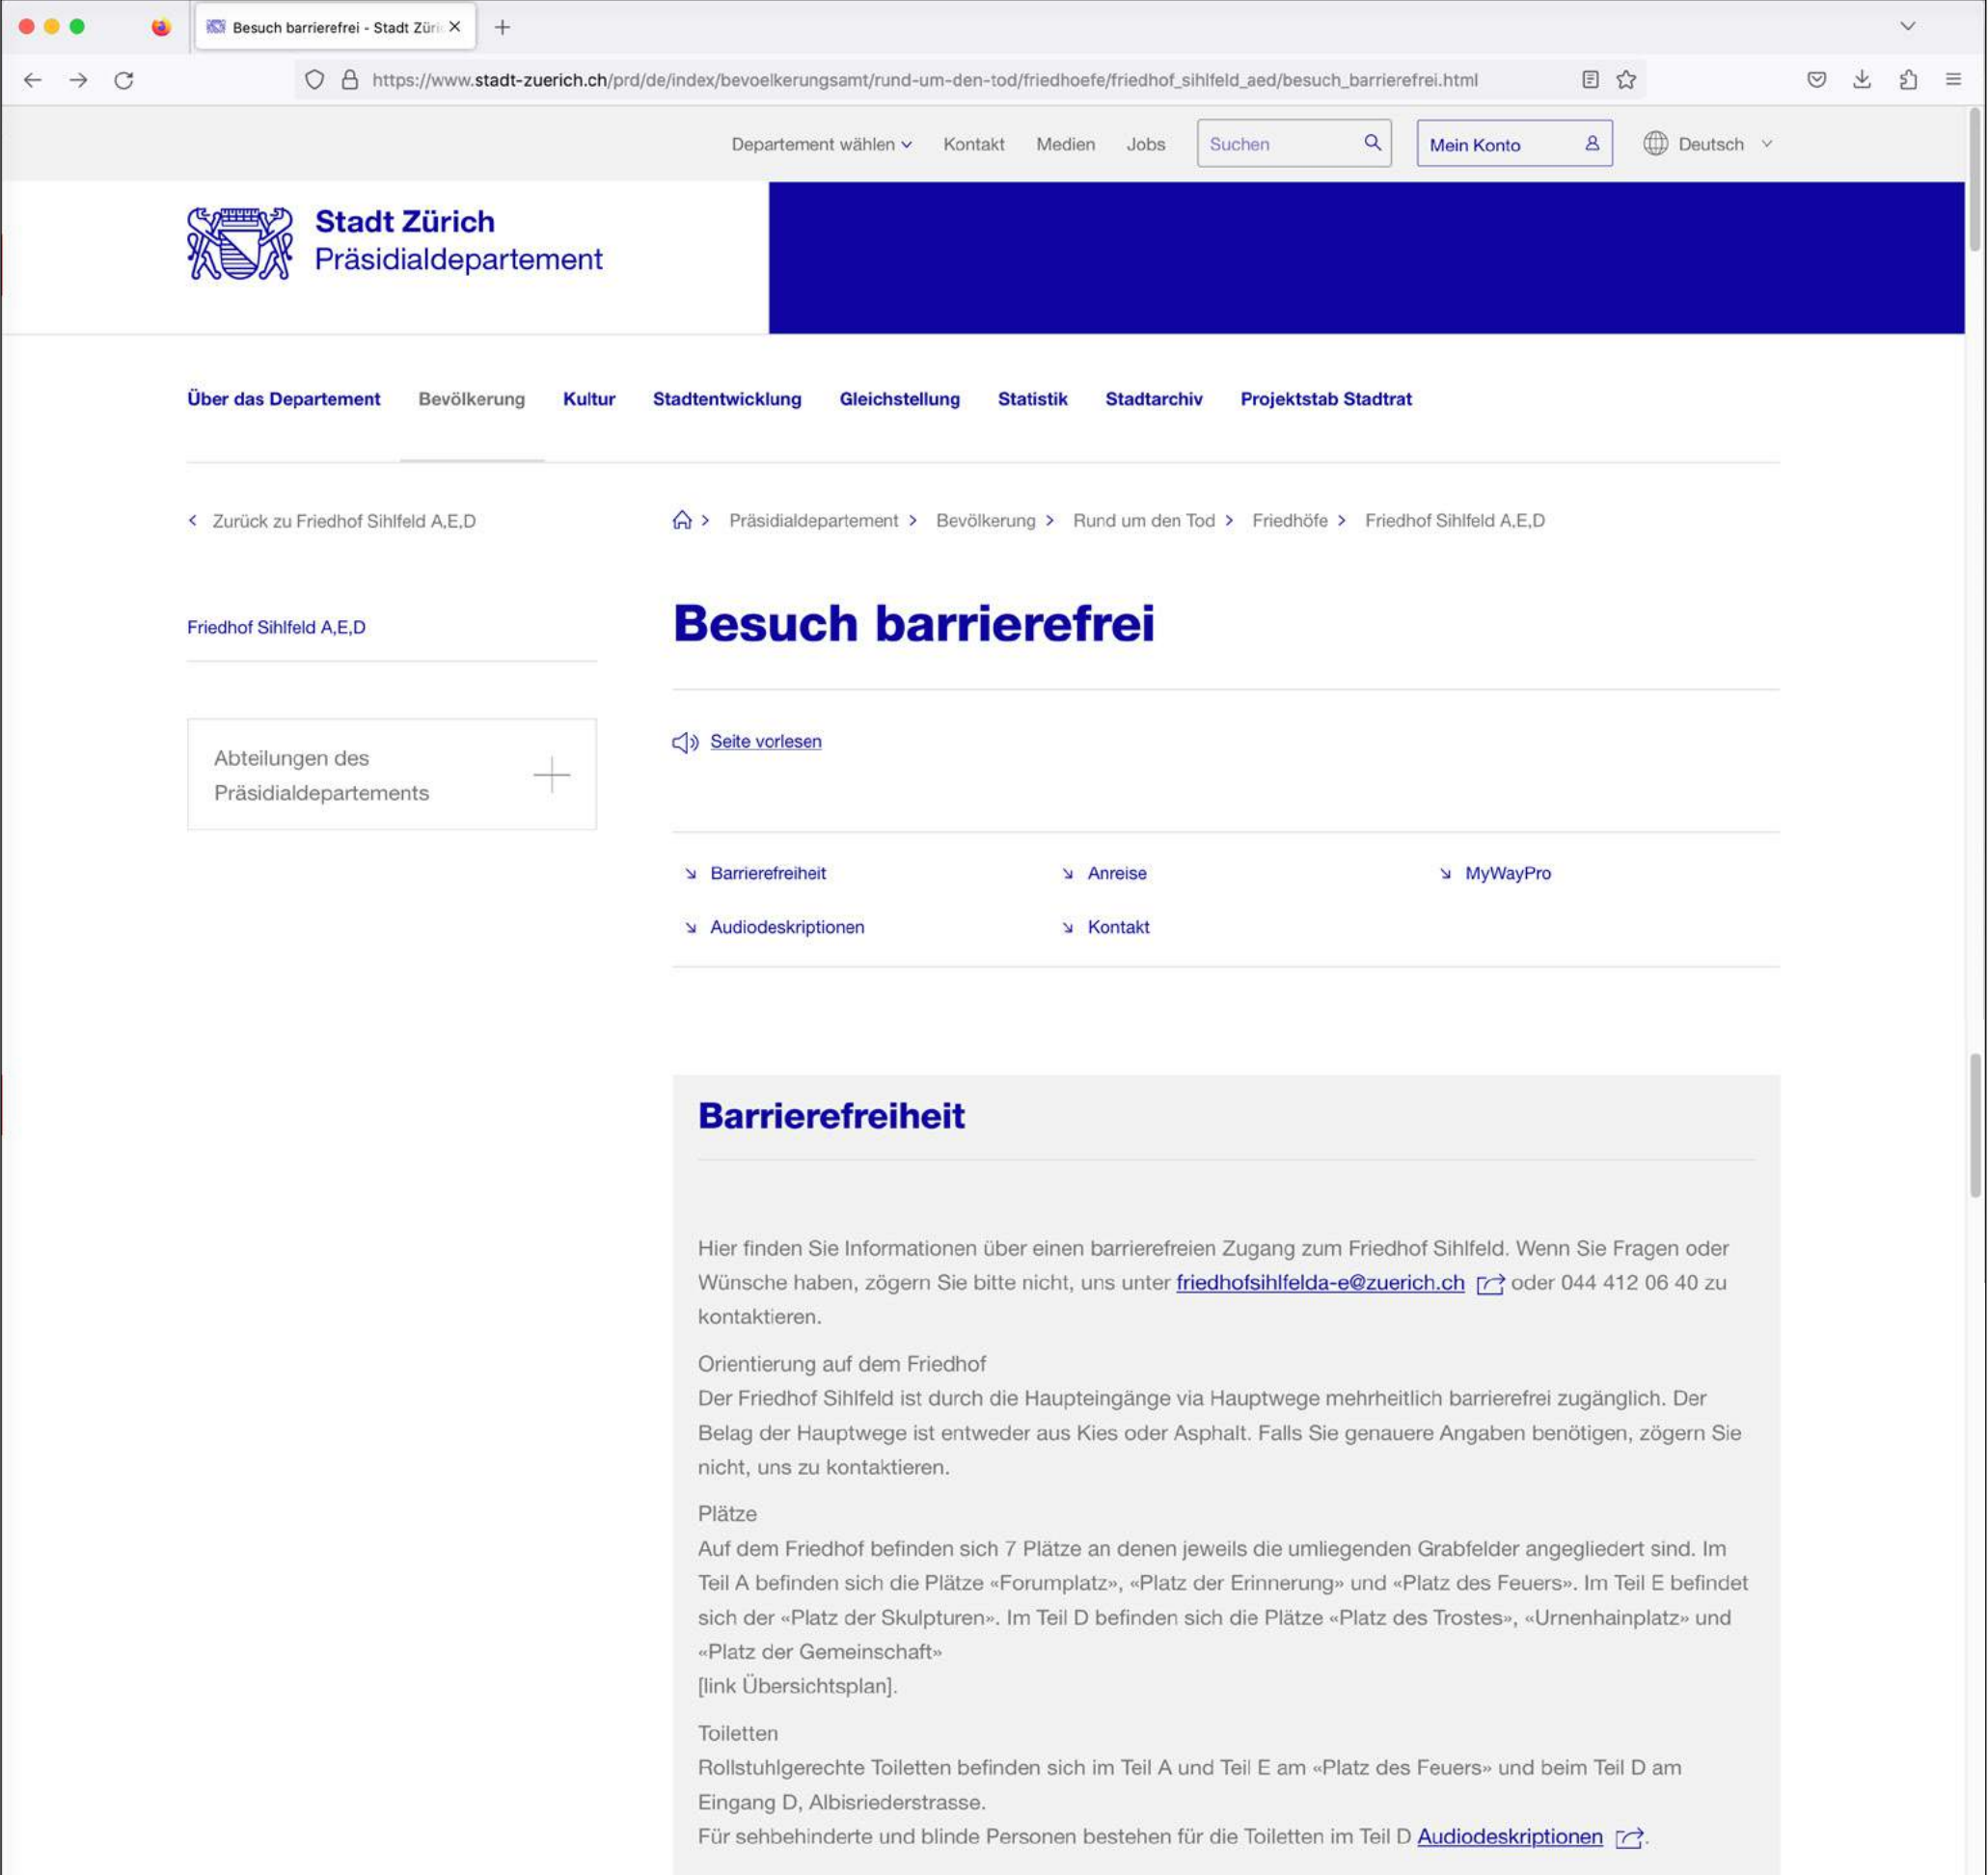 Besuch barrierefrei - Stadt Züri
https://www.stadt-zuerich.ch/prd/de/index/bevoelkerungsamt/rund-um-den-tod/friedhoefe/friedhof_sihlfeld_aed/besuch_barrierefrei.html
Departement wählen Kontakt Medien Jobs Suchen Mein Konto Deutsch
Stadt Zürich
Präsidialdepartement
Über das Departement Bevölkerung Kultur Stadtentwicklung Gleichstellung Statistik Stadtarchiv Projektstab Stadtrat
Zurück zu Friedhof Sihlfeld A,E,D
Präsidialdepartement > Bevölkerung > Rund um den Tod > Friedhöfe > Friedhof Sihlfeld A,E,D
Friedhof Sihlfeld A,E,D
Abteilungen des
Präsidialdepartements
Besuch barrierefrei
Seite vorlesen
Barrierefreiheit Anreise MyWayPro
Audiodeskriptionen Kontakt
Barrierefreiheit
Hier finden Sie Informationen über einen barrierefreien Zugang zum Friedhof Sihlfeld. Wenn Sie Fragen oder
Wünsche haben, zögern Sie bitte nicht, uns unter friedhofsihlfelda-e@zuerich.ch oder 044 412 06 40 zu
kontaktieren.
Orientierung auf dem Friedhof
Der Friedhof Sihlfeld ist durch die Haupteingänge via Hauptwege mehrheitlich barrierefrei zugänglich. Der
Belag der Hauptwege ist entweder aus Kies oder Asphalt. Falls Sie genauere Angaben benötigen, zögern Sie
nicht, uns zu kontaktieren.
Plätze
Auf dem Friedhof befinden sich 7 Plätze an denen jeweils die umliegenden Grabfelder angegliedert sind. Im
Teil A befinden sich die Plätze «Forumplatz», «Platz der Erinnerung» und «Platz des Feuers». Im Teil E befindet
sich der «Platz der Skulpturen». Im Teil D befinden sich die Plätze «Platz des Trostes», «Urnenhainplatz» und
«Platz der Gemeinschaft»
[link Übersichtsplan].
Toiletten
Rollstuhlgerechte Toiletten befinden sich im Teil A und Teil E am «Platz des Feuers» und beim Teil D am
Eingang D, Albisriederstrasse.
Für sehbehinderte und blinde Personen bestehen für die Toiletten im Teil D Audiodeskriptionen .